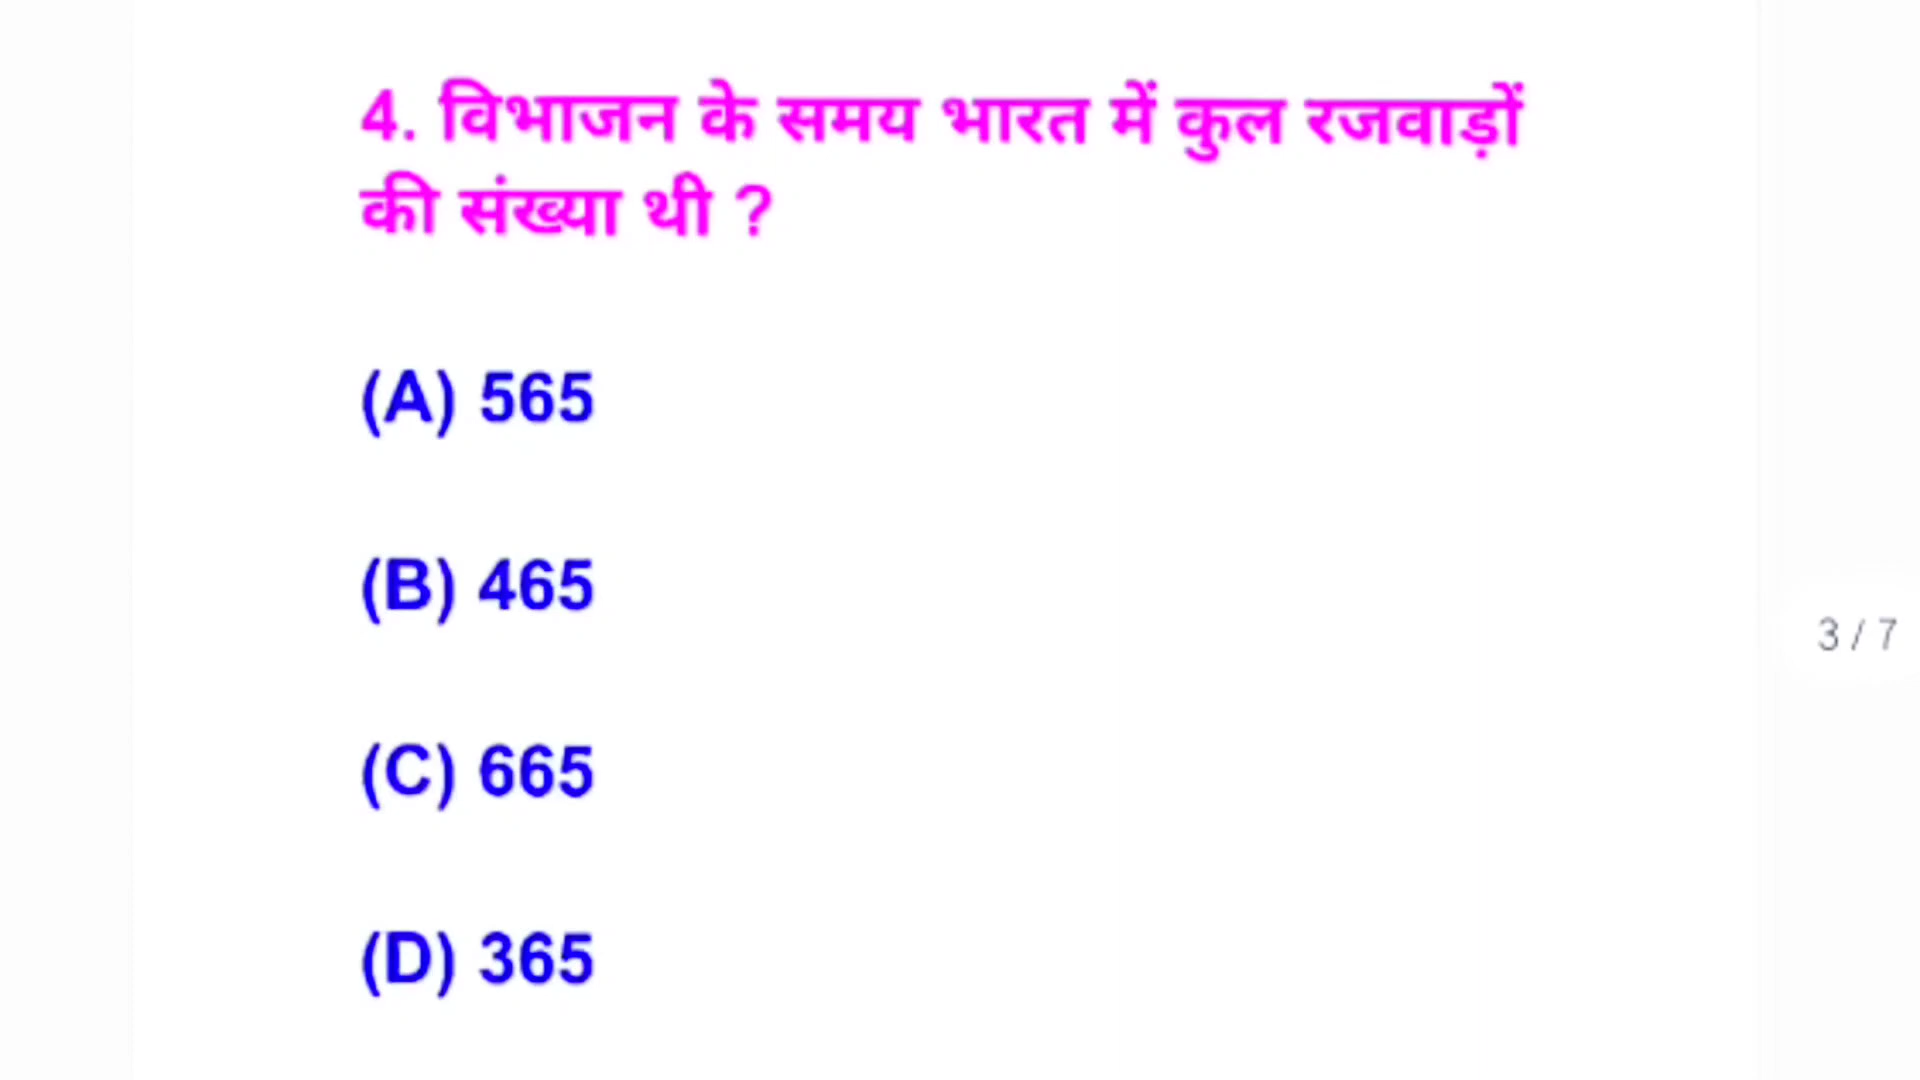 4. विभाजन के समय भारत में कुल रजवाड़ों
की संख्या थी ?
(A) 565
(B) 465
(C) 665
(D) 365
3 / 7